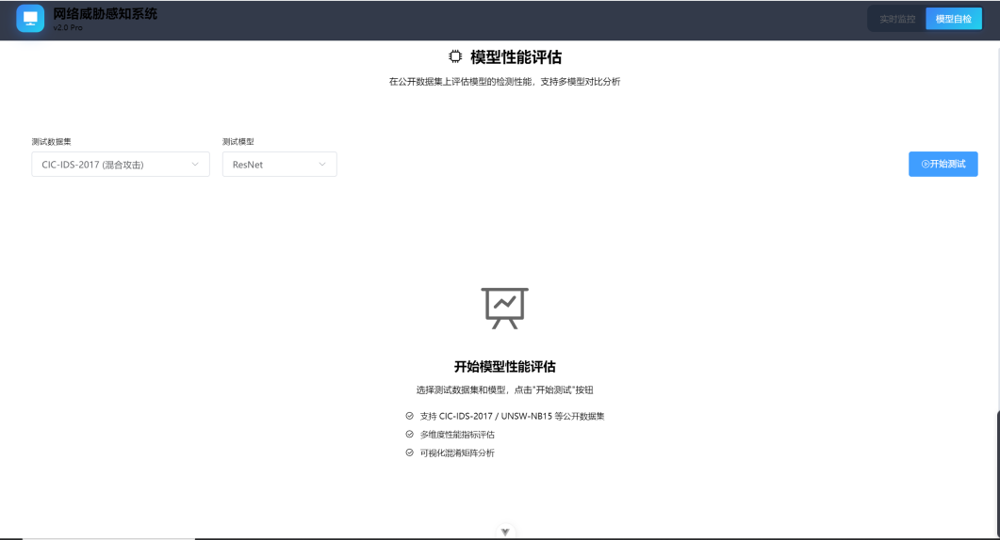 网络威胁感知系统
v2.0 Pro
实时监控
模型自检
模型性能评估
在公开数据集上评估模型的检测性能，支持多模型对比分析
测试数据集
测试模型
CIC-IDS-2017 (混合攻击)
ResNet
开始测试
开始模型性能评估
选择测试数据集和模型，点击"开始测试"按钮
支持 CIC-IDS-2017 / UNSW-NB15 等公开数据集
多维度性能指标评估
可视化混淆矩阵分析